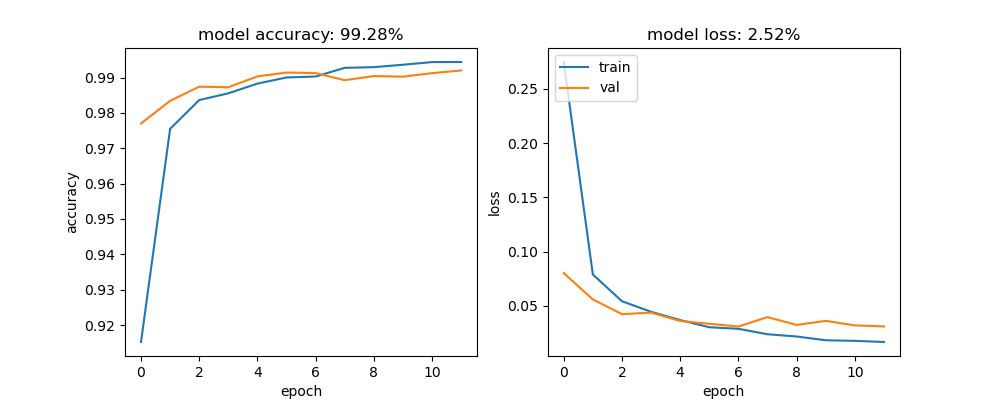 model accuracy: 99.28%
0.99
0.98
0.97
0.96
0.95
0.94
0.93
0.92
accuracy
0 2 4 6 8 10
epoch
model loss: 2.52%
train
val
0.25
0.20
0.15
0.10
0.05
loss
0 2 4 6 8 10
epoch